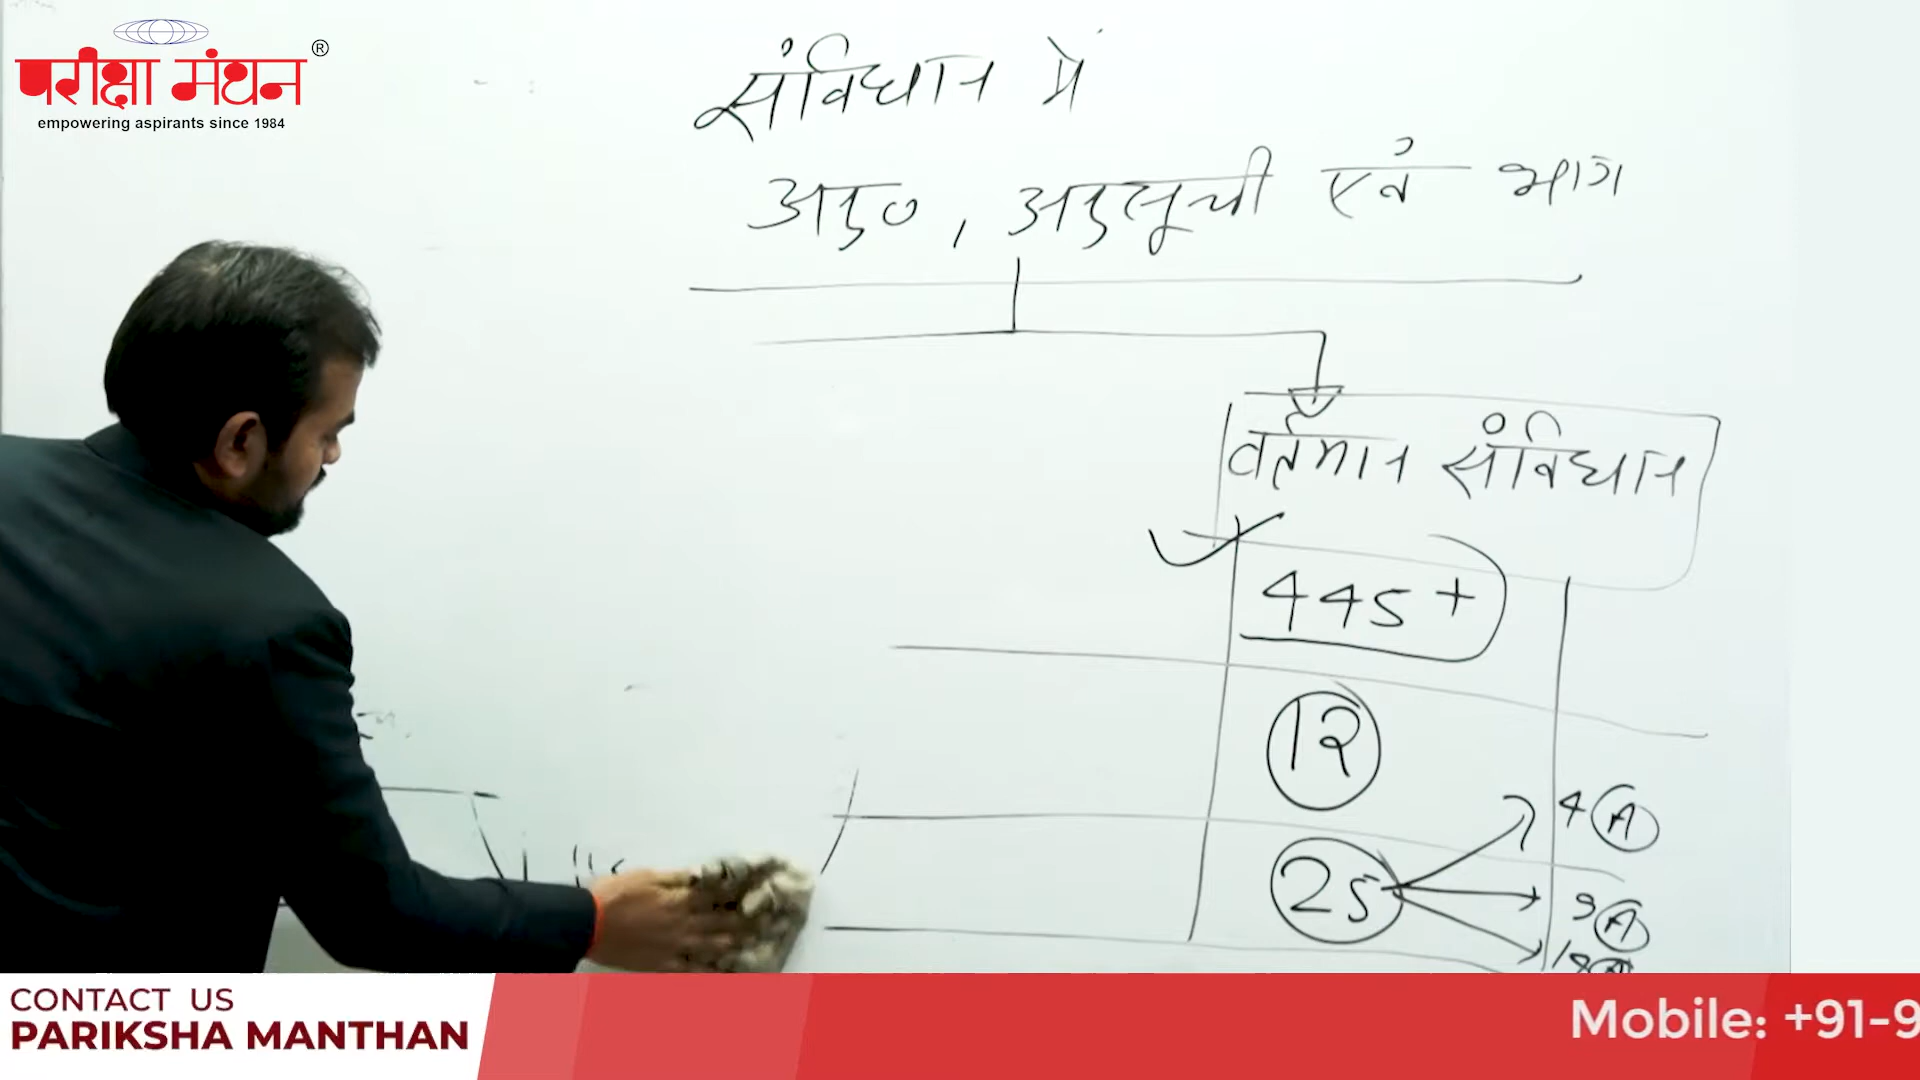 परीक्षा मंथन ®
empowering aspirants since 1984
संविधान में
अनु० , अनुसूची एवं भाग
वर्तमान संविधान
445 +
12
25
4 A
9 A
CONTACT US
PARIKSHA MANTHAN
Mobile: +91-9